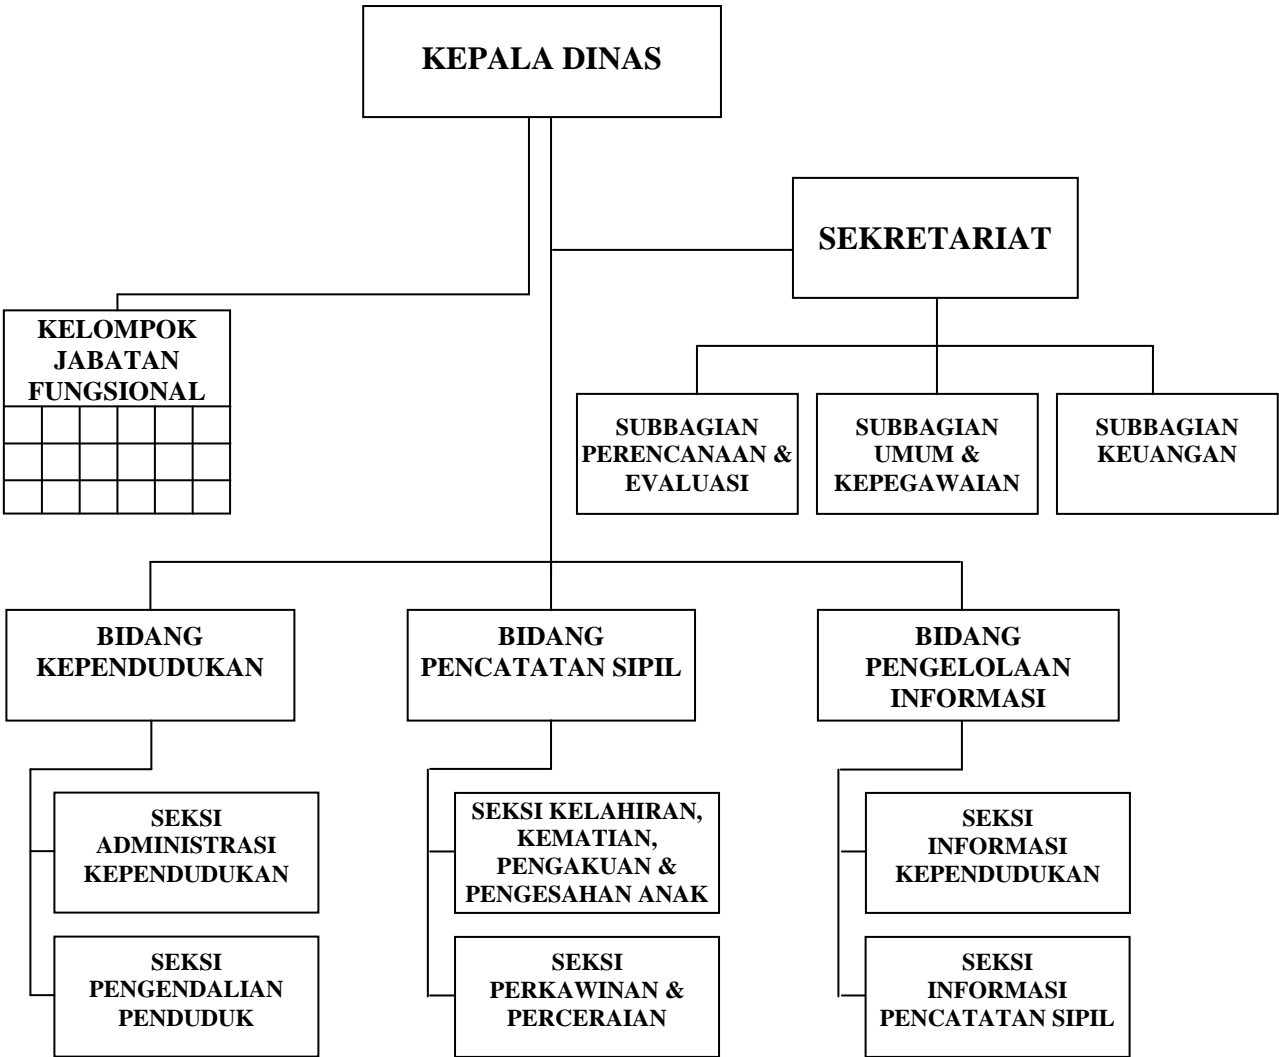 KEPALA DINAS
SEKRETARIAT
KELOMPOK
JABATAN
FUNGSIONAL
SUBBAGIAN
PERENCANAAN &
EVALUASI
SUBBAGIAN
UMUM &
KEPEGAWAIAN
SUBBAGIAN
KEUANGAN
BIDANG
KEPENDUDUKAN
BIDANG
PENCATATAN SIPIL
BIDANG
PENGELOLAAN
INFORMASI
SEKSI
ADMINISTRASI
KEPENDUDUKAN
SEKSI KELAHIRAN,
KEMATIAN,
PENGAKUAN &
PENGESAHAN ANAK
SEKSI
INFORMASI
KEPENDUDUKAN
SEKSI
PENGENDALIAN
PENDUDUK
SEKSI
PERKAWINAN &
PERCERAIAN
SEKSI
INFORMASI
PENCATATAN SIPIL